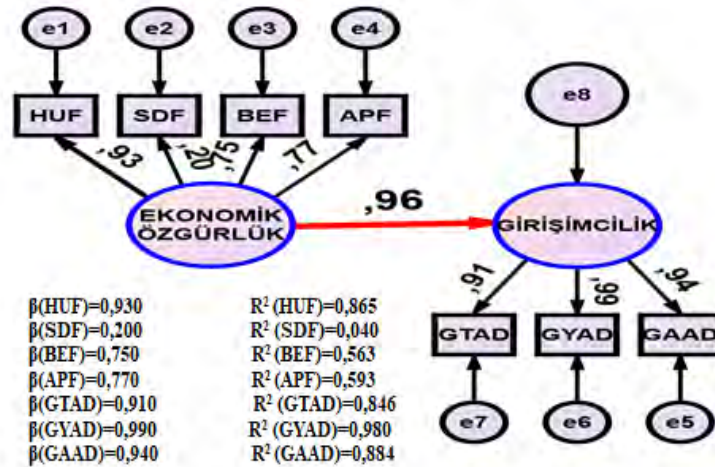 e1 e2 e3 e4
HUF SDF BEF APF
e8
,93 ,20 ,75 ,77
,96
EKONOMİK
ÖZGÜRLÜK
GİRİŞİMCİLİK
,91 ,99 ,94
GTAD GYAD GAAD
e7 e6 e5
β(HUF)=0,930 R² (HUF)=0,865
β(SDF)=0,200 R² (SDF)=0,040
β(BEF)=0,750 R² (BEF)=0,563
β(APF)=0,770 R² (APF)=0,593
β(GTAD)=0,910 R² (GTAD)=0,846
β(GYAD)=0,990 R² (GYAD)=0,980
β(GAAD)=0,940 R² (GAAD)=0,884